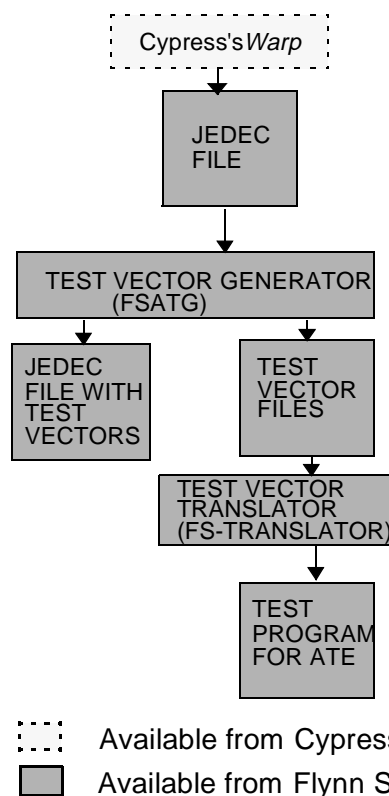 Cypress's Warp
JEDEC
FILE
TEST VECTOR GENERATOR
(FSATG)
JEDEC
FILE WITH
TEST
VECTORS
TEST
VECTOR
FILES
TEST VECTOR
TRANSLATOR
(FS-TRANSLATOR)
TEST
PROGRAM
FOR ATE
Available from Cypress
Available from Flynn S